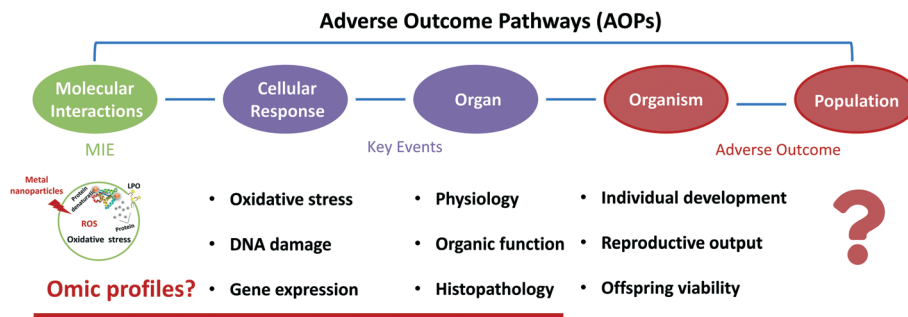 Adverse Outcome Pathways (AOPs)
Molecular
Interactions
Cellular
Response
Organ
Organism
Population
MIE
Key Events
Adverse Outcome
Metal
nanoparticles
Protein
denaturation
LPO
ROS
Protein
Oxidative stress
Omic profiles?
• Oxidative stress
• DNA damage
• Gene expression
• Physiology
• Organic function
• Histopathology
• Individual development
• Reproductive output
• Offspring viability
?